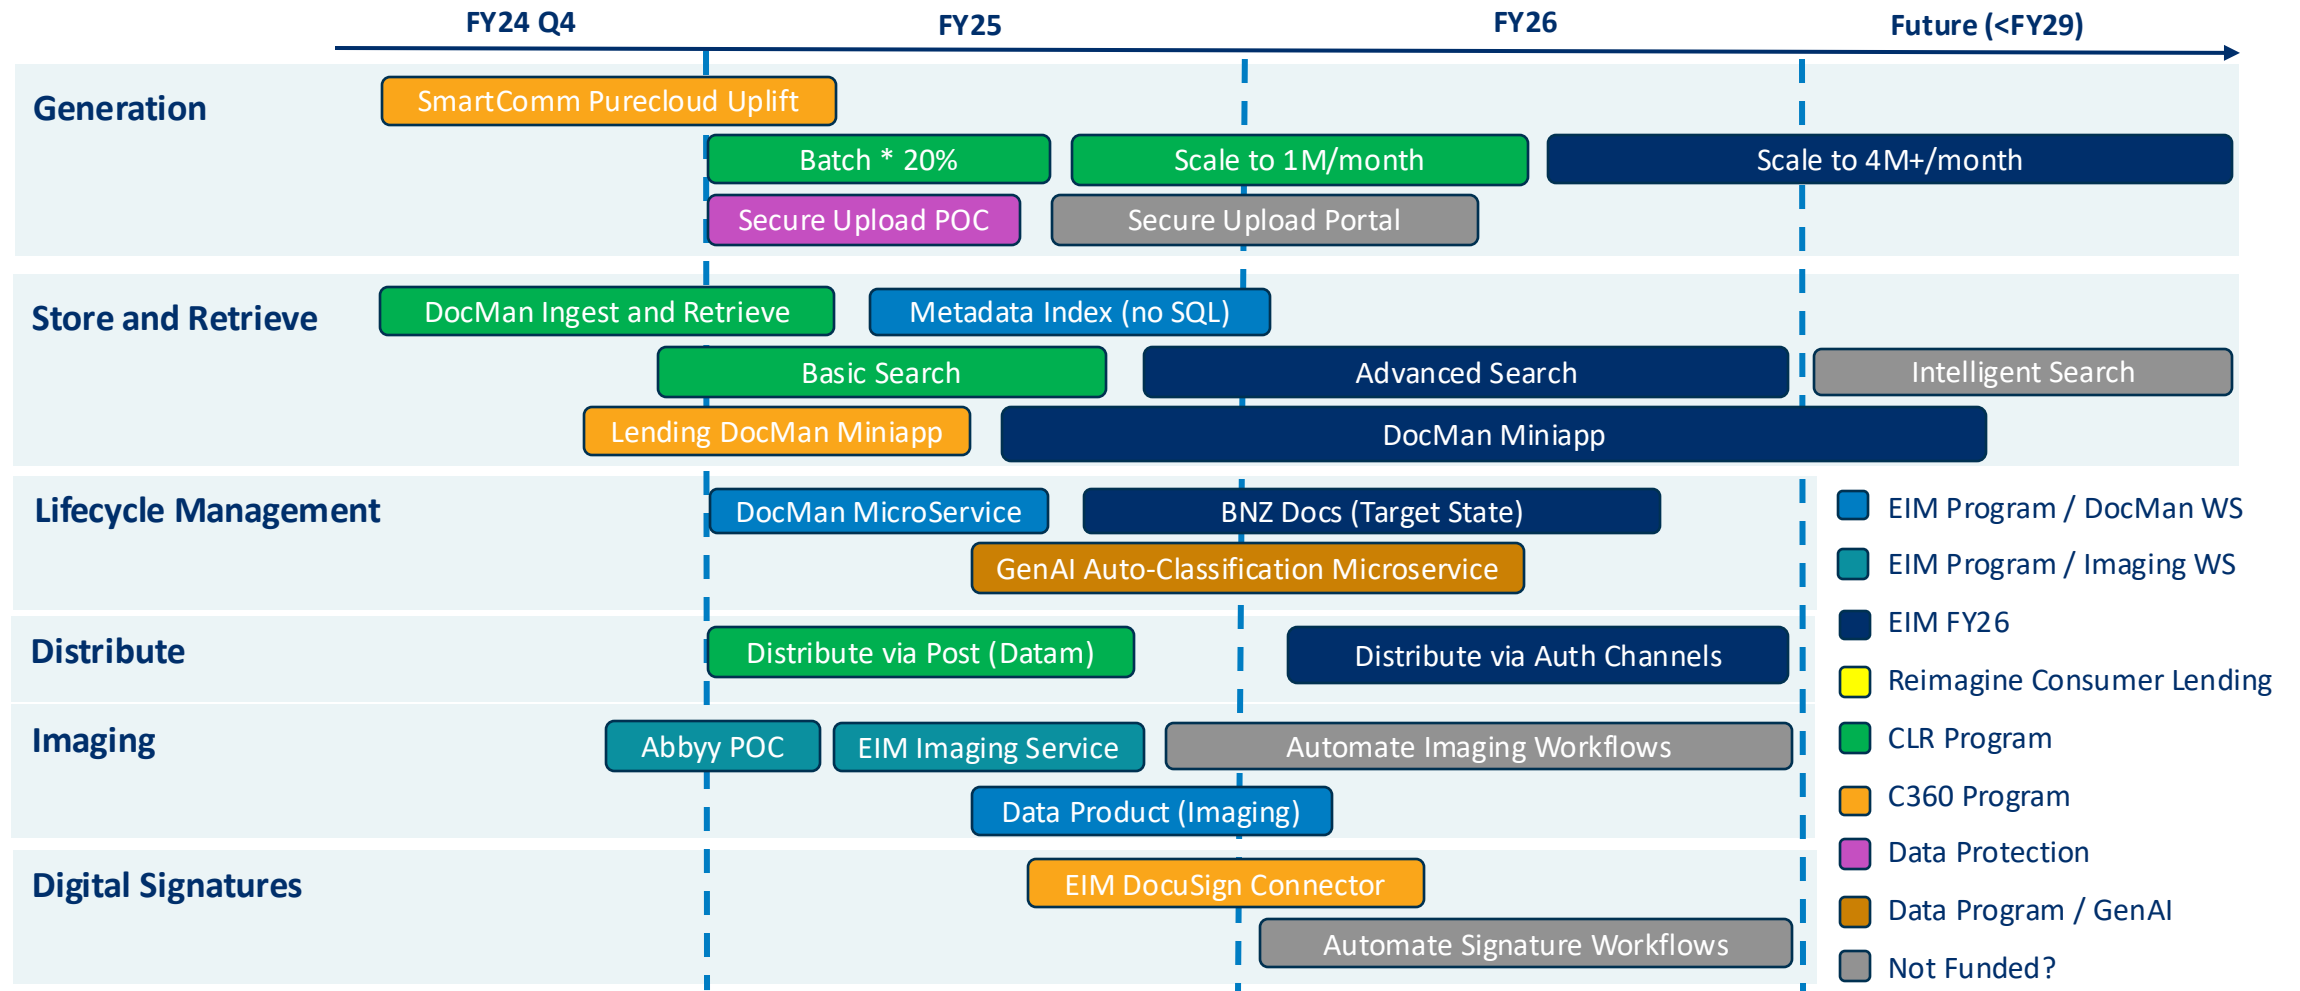 FY24 Q4
FY25
FY26
Future (<FY29)
Generation
SmartComm Purecloud Uplift
Batch * 20%
Scale to 1M/month
Scale to 4M+/month
Secure Upload POC
Secure Upload Portal
Store and Retrieve
DocMan Ingest and Retrieve
Metadata Index (no SQL)
Basic Search
Advanced Search
Intelligent Search
Lending DocMan Miniapp
DocMan Miniapp
Lifecycle Management
DocMan MicroService
BNZ Docs (Target State)
GenAI Auto-Classification Microservice
Distribute
Distribute via Post (Datam)
Distribute via Auth Channels
Imaging
Abbyy POC
EIM Imaging Service
Automate Imaging Workflows
Data Product (Imaging)
Digital Signatures
EIM DocuSign Connector
Automate Signature Workflows
EIM Program / DocMan WS
EIM Program / Imaging WS
EIM FY26
Reimagine Consumer Lending
CLR Program
C360 Program
Data Protection
Data Program / GenAI
Not Funded?